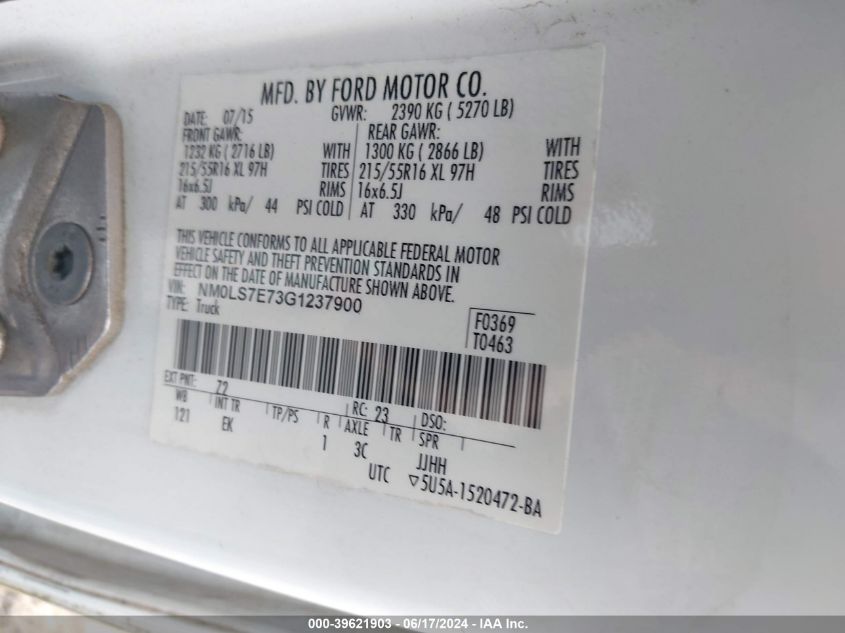 MFD. BY FORD MOTOR CO.
DATE: 07/15 GVWR: 2390 KG ( 5270 LB)
FRONT GAWR: REAR GAWR:
1232 KG ( 2716 LB) WITH 1300 KG ( 2866 LB) WITH
215/55R16 XL 97H TIRES 215/55R16 XL 97H TIRES
16x6.5J RIMS 16x6.5J RIMS
AT 300 kPa/ 44 PSI COLD AT 330 kPa/ 48 PSI COLD
THIS VEHICLE CONFORMS TO ALL APPLICABLE FEDERAL MOTOR
VEHICLE SAFETY AND THEFT PREVENTION STANDARDS IN
EFFECT ON THE DATE OF MANUFACTURE SHOWN ABOVE.
VIN: NM0LS7E73G1237900
TYPE: Truck
F0369
T0463
EXT PNT: Z2 RC: 23 DSO:
WB INT TR TP/PS R AXLE TR SPR
121 EK 1 3C JJHH
UTC ▽5U5A-1520472-BA
000-39621903 - 06/17/2024 - IAA Inc.